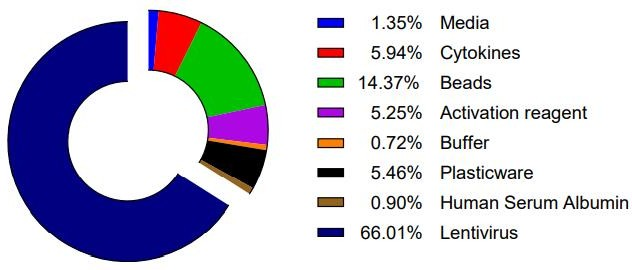 1.35% Media
5.94% Cytokines
14.37% Beads
5.25% Activation reagent
0.72% Buffer
5.46% Plasticware
0.90% Human Serum Albumin
66.01% Lentivirus